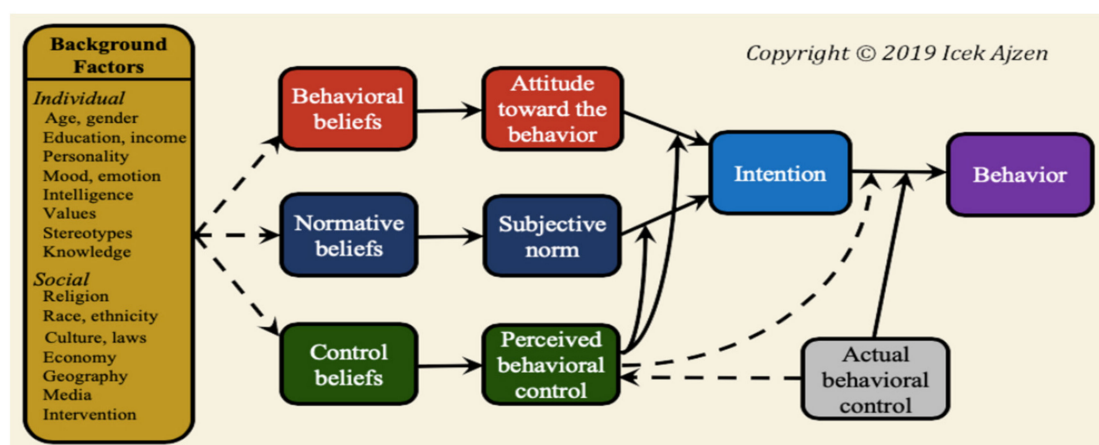 Background
Factors
Individual
Age, gender
Education, income
Personality
Mood, emotion
Intelligence
Values
Stereotypes
Knowledge
Social
Religion
Race, ethnicity
Culture, laws
Economy
Geography
Media
Intervention
Copyright © 2019 Icek Ajzen
Behavioral
beliefs
Attitude
toward the
behavior
Normative
beliefs
Subjective
norm
Control
beliefs
Perceived
behavioral
control
Intention
Behavior
Actual
behavioral
control